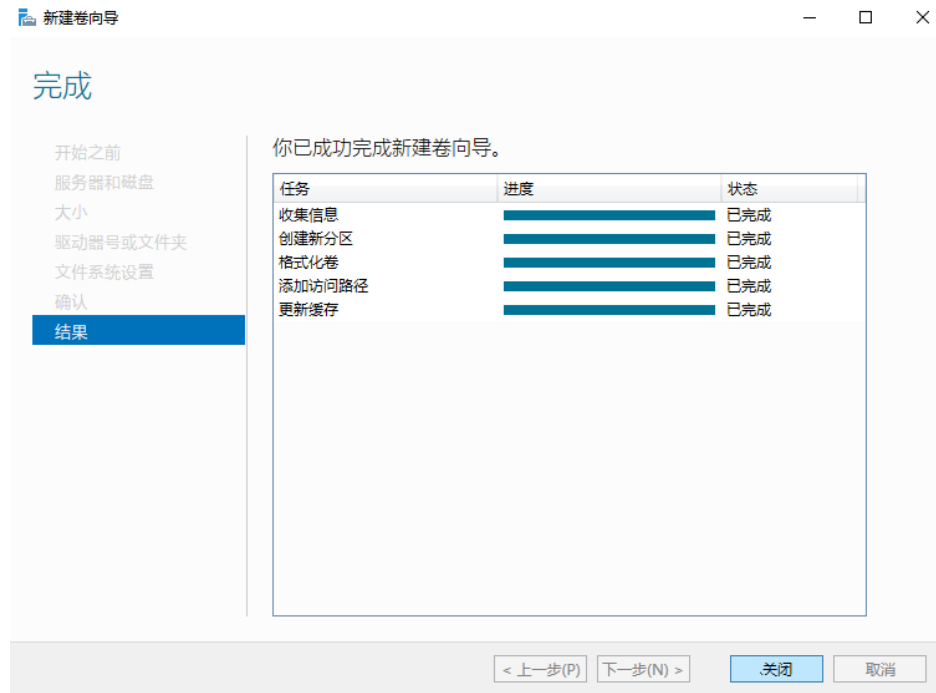 新建卷向导
完成
开始之前
服务器和磁盘
大小
驱动器号或文件夹
文件系统设置
确认
结果
你已成功完成新建卷向导。
任务 进度 状态
收集信息 已完成
创建新分区 已完成
格式化卷 已完成
添加访问路径 已完成
更新缓存 已完成
< 上一步(P) 下一步(N) > 关闭 取消